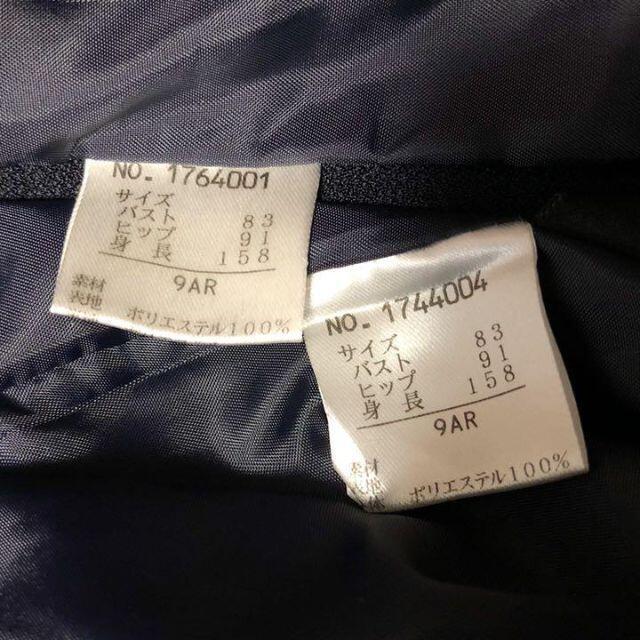 NO. 1764001
サイズ
バスト 83
ヒップ 91
身長 158
9AR
素材
表地 ポリエステル100%
NO. 1744004
サイズ
バスト 83
ヒップ 91
身長 158
9AR
素材
表地 ポリエステル100%